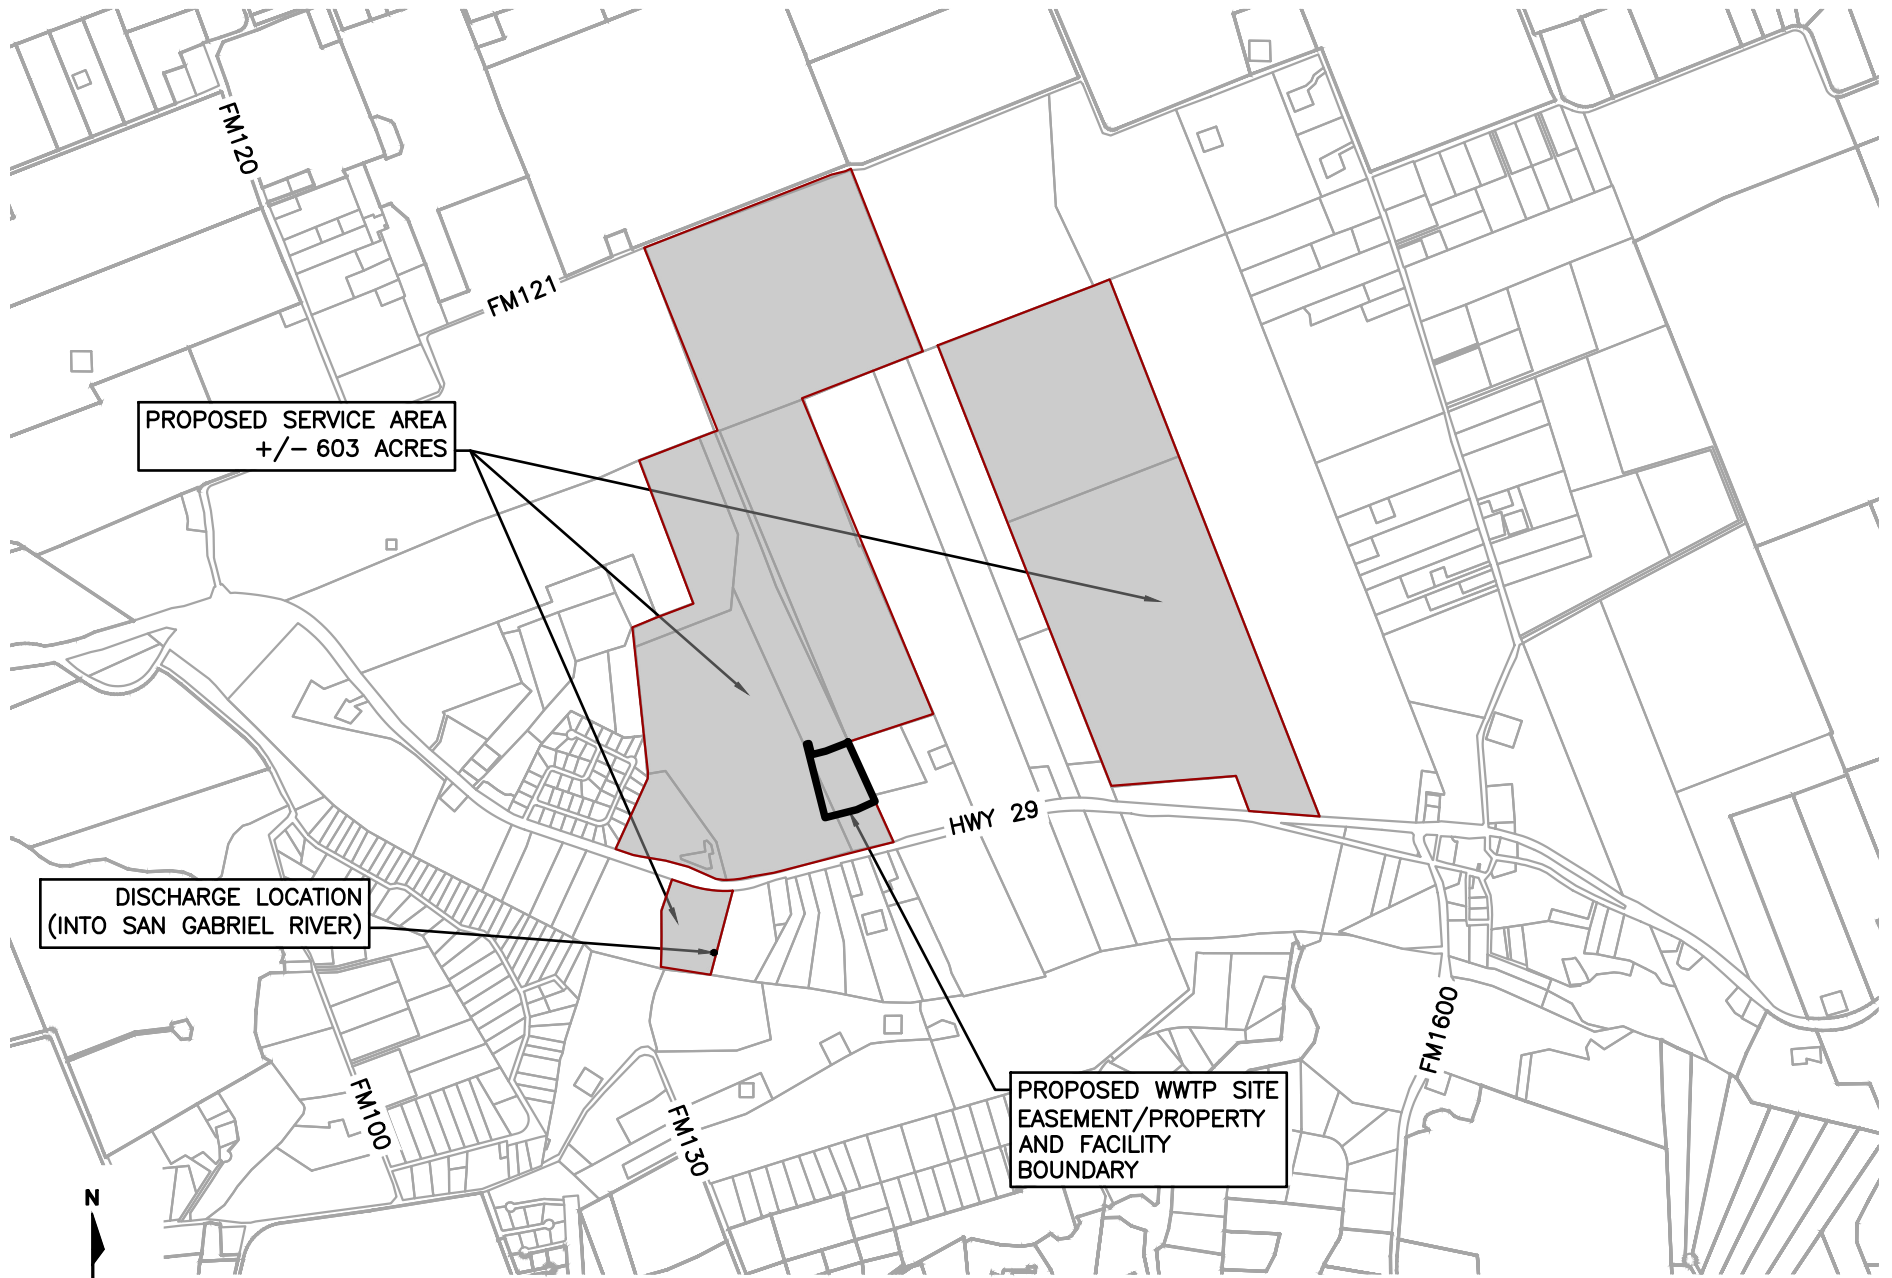 FM120
FM121
PROPOSED SERVICE AREA
+/- 603 ACRES
HWY 29
DISCHARGE LOCATION
(INTO SAN GABRIEL RIVER)
FM1600
PROPOSED WWTP SITE
EASEMENT/PROPERTY
AND FACILITY
BOUNDARY
FM100
FM130
N